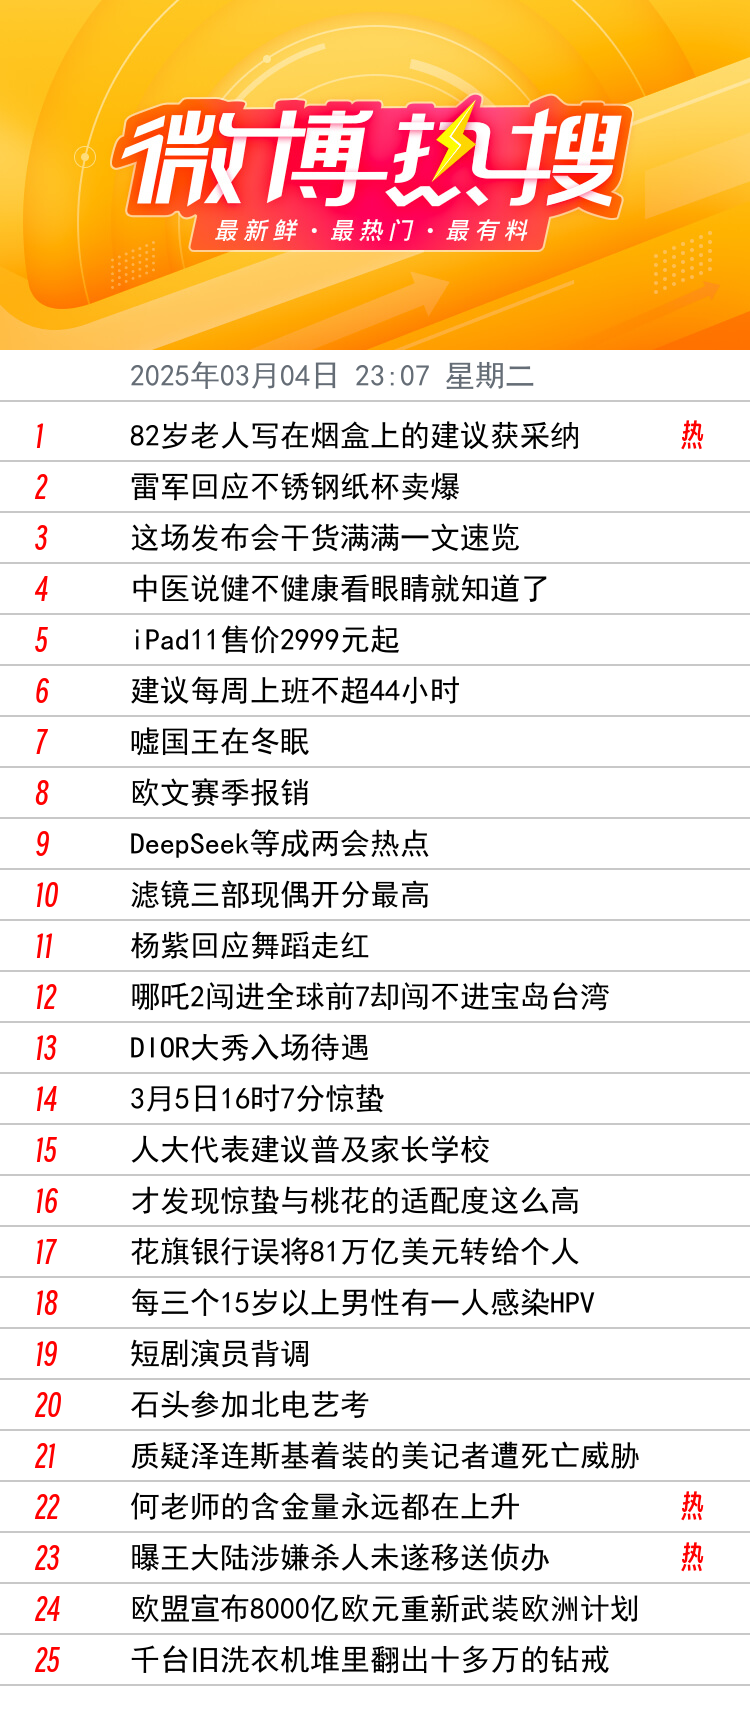 微博热搜
最新鲜·最热门·最有料
2025年03月04日 23:07 星期二
1 82岁老人写在烟盒上的建议获采纳 热
2 雷军回应不锈钢纸杯卖爆
3 这场发布会干货满满一文速览
4 中医说健不健康看眼睛就知道了
5 iPad11售价2999元起
6 建议每周上班不超44小时
7 嘘国王在冬眠
8 欧文赛季报销
9 DeepSeek等成两会热点
10 滤镜三部现偶开分最高
11 杨紫回应舞蹈走红
12 哪吒2闯进全球前7却闯不进宝岛台湾
13 DIOR大秀入场待遇
14 3月5日16时7分惊蛰
15 人大代表建议普及家长学校
16 才发现惊蛰与桃花的适配度这么高
17 花旗银行误将81万亿美元转给个人
18 每三个15岁以上男性有一人感染HPV
19 短剧演员背调
20 石头参加北电艺考
21 质疑泽连斯基着装的美记者遭死亡威胁
22 何老师的含金量永远都在上升 热
23 曝王大陆涉嫌杀人未遂移送侦办 热
24 欧盟宣布8000亿欧元重新武装欧洲计划
25 千台旧洗衣机堆里翻出十多万的钻戒